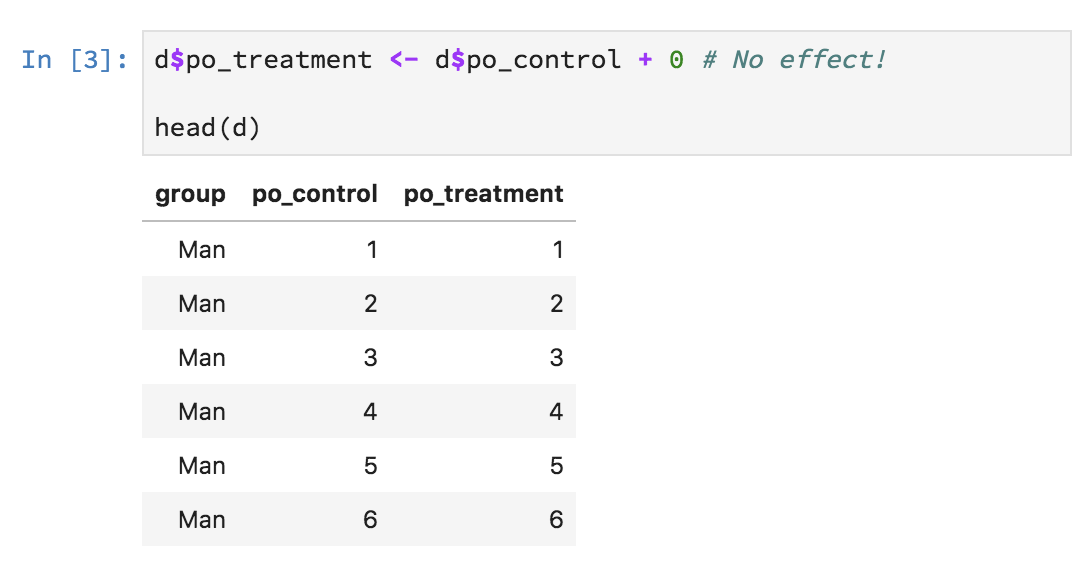 In [3]: d$po_treatment <- d$po_control + 0 # No effect!
head(d)
group po_control po_treatment
Man 1 1
Man 2 2
Man 3 3
Man 4 4
Man 5 5
Man 6 6